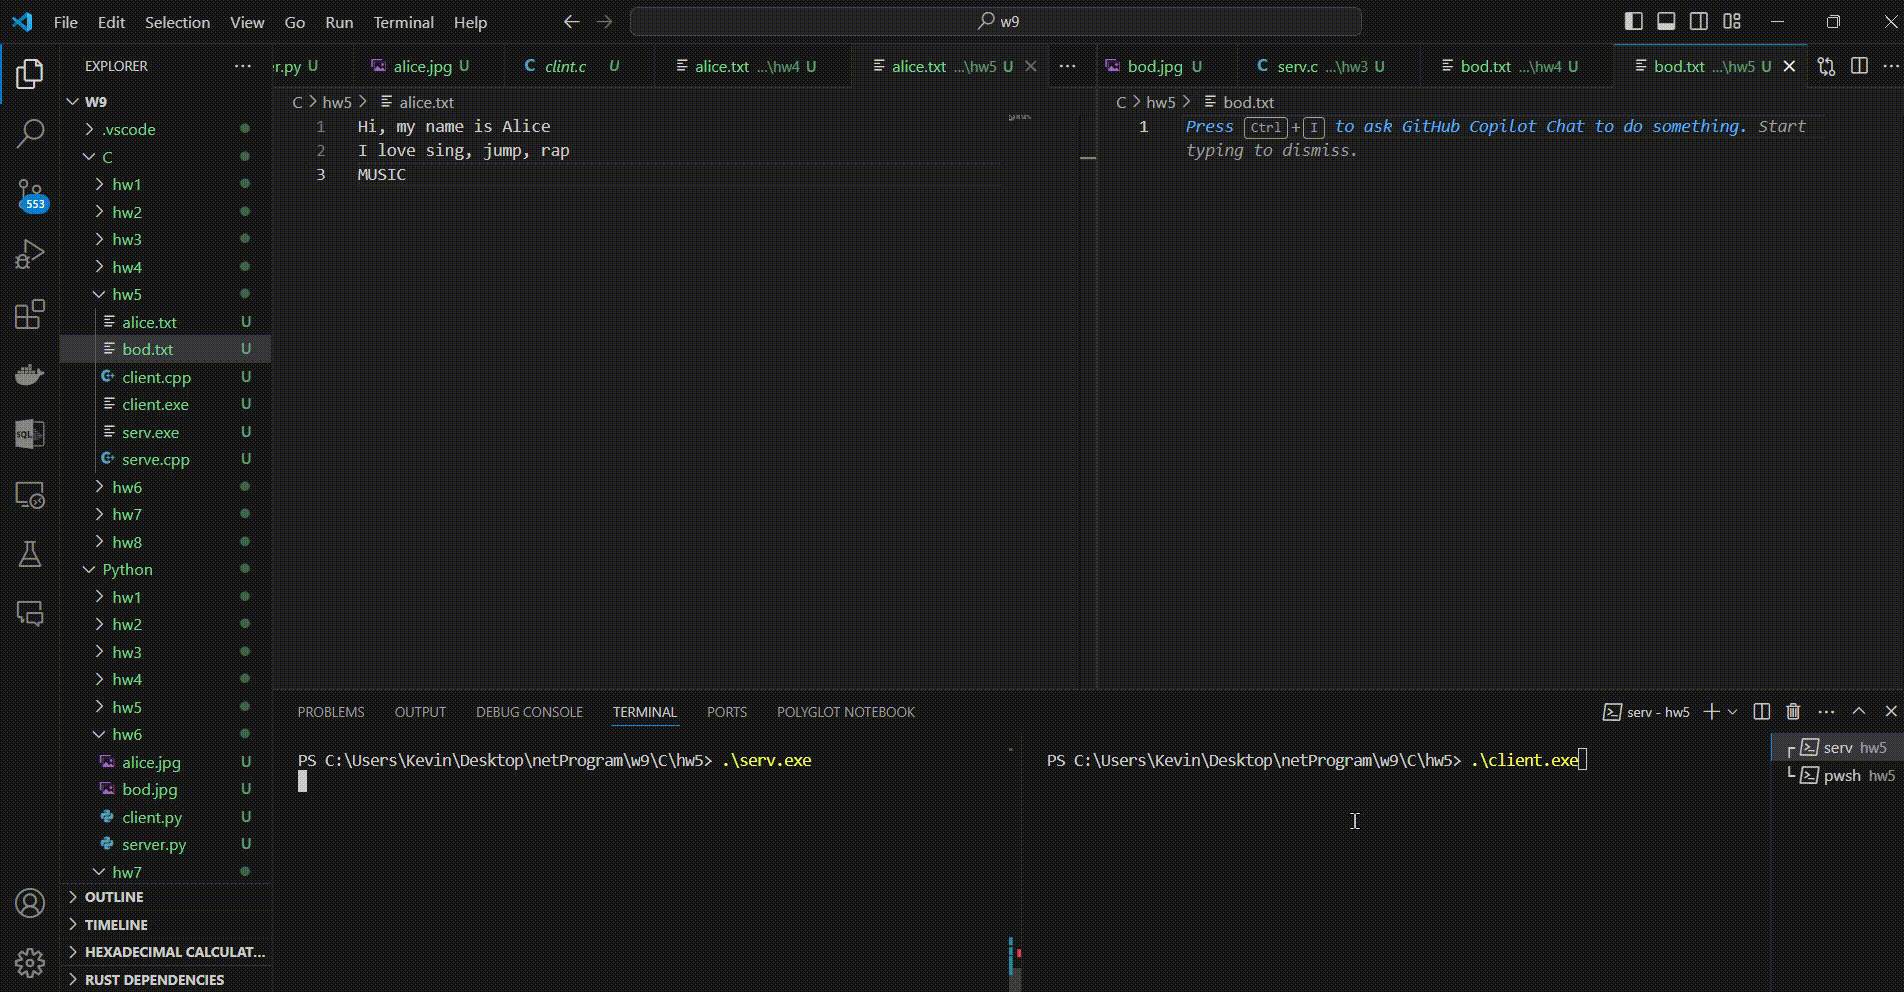 File Edit Selection View Go Run Terminal Help
w9
EXPLORER
W9
.vscode
C
hw1
hw2
hw3
hw4
hw5
alice.txt U
bod.txt U
client.cpp U
client.exe U
serv.exe U
serve.cpp U
hw6
hw7
hw8
Python
hw1
hw2
hw3
hw4
hw5
hw6
alice.jpg U
bod.jpg U
client.py U
server.py U
hw7
OUTLINE
TIMELINE
HEXADECIMAL CALCULAT...
RUST DEPENDENCIES
553
SQL
er.py U
alice.jpg U
C clint.c U
alice.txt ...\hw4 U
alice.txt ...\hw5 U
C > hw5 > alice.txt
1 Hi, my name is Alice
2 I love sing, jump, rap
3 MUSIC
bod.jpg U
C serv.c ...\hw3 U
bod.txt ...\hw4 U
bod.txt ...\hw5 U
C > hw5 > bod.txt
1 Press Ctrl + I to ask GitHub Copilot Chat to do something. Start
typing to dismiss.
PROBLEMS OUTPUT DEBUG CONSOLE TERMINAL PORTS POLYGLOT NOTEBOOK
serv - hw5
PS C:\Users\Kevin\Desktop\netProgram\w9\C\hw5> .\serv.exe
PS C:\Users\Kevin\Desktop\netProgram\w9\C\hw5> .\client.exe
serv hw5
pwsh hw5